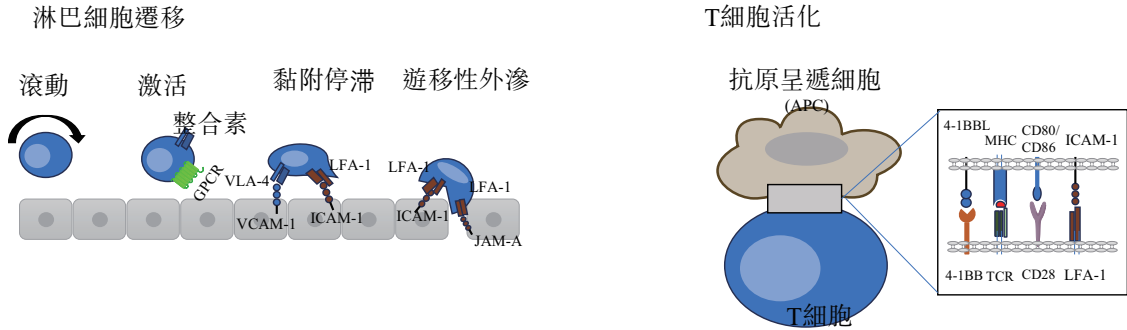 淋巴細胞遷移
滾動
激活
整合素
GPCR
黏附停滯
VLA-4
LFA-1
VCAM-1
ICAM-1
遊移性外滲
LFA-1
LFA-1
ICAM-1
JAM-A
T細胞活化
抗原呈遞細胞
(APC)
T細胞
4-1BBL
MHC
CD80/
CD86
ICAM-1
4-1BB
TCR
CD28
LFA-1